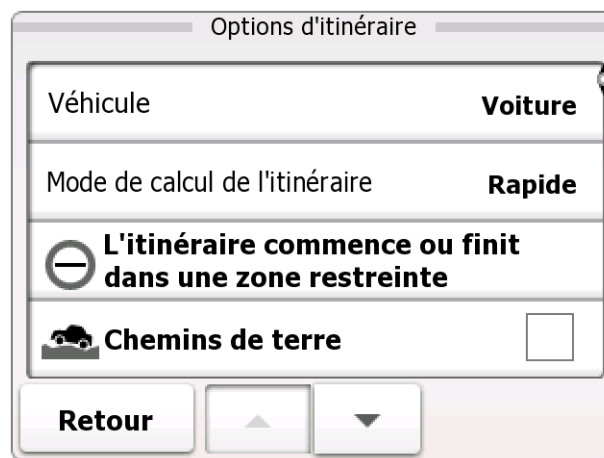 Options d'itinéraire
Véhicule Voiture
Mode de calcul de l'itinéraire Rapide
L'itinéraire commence ou finit
dans une zone restreinte
Chemins de terre
Retour